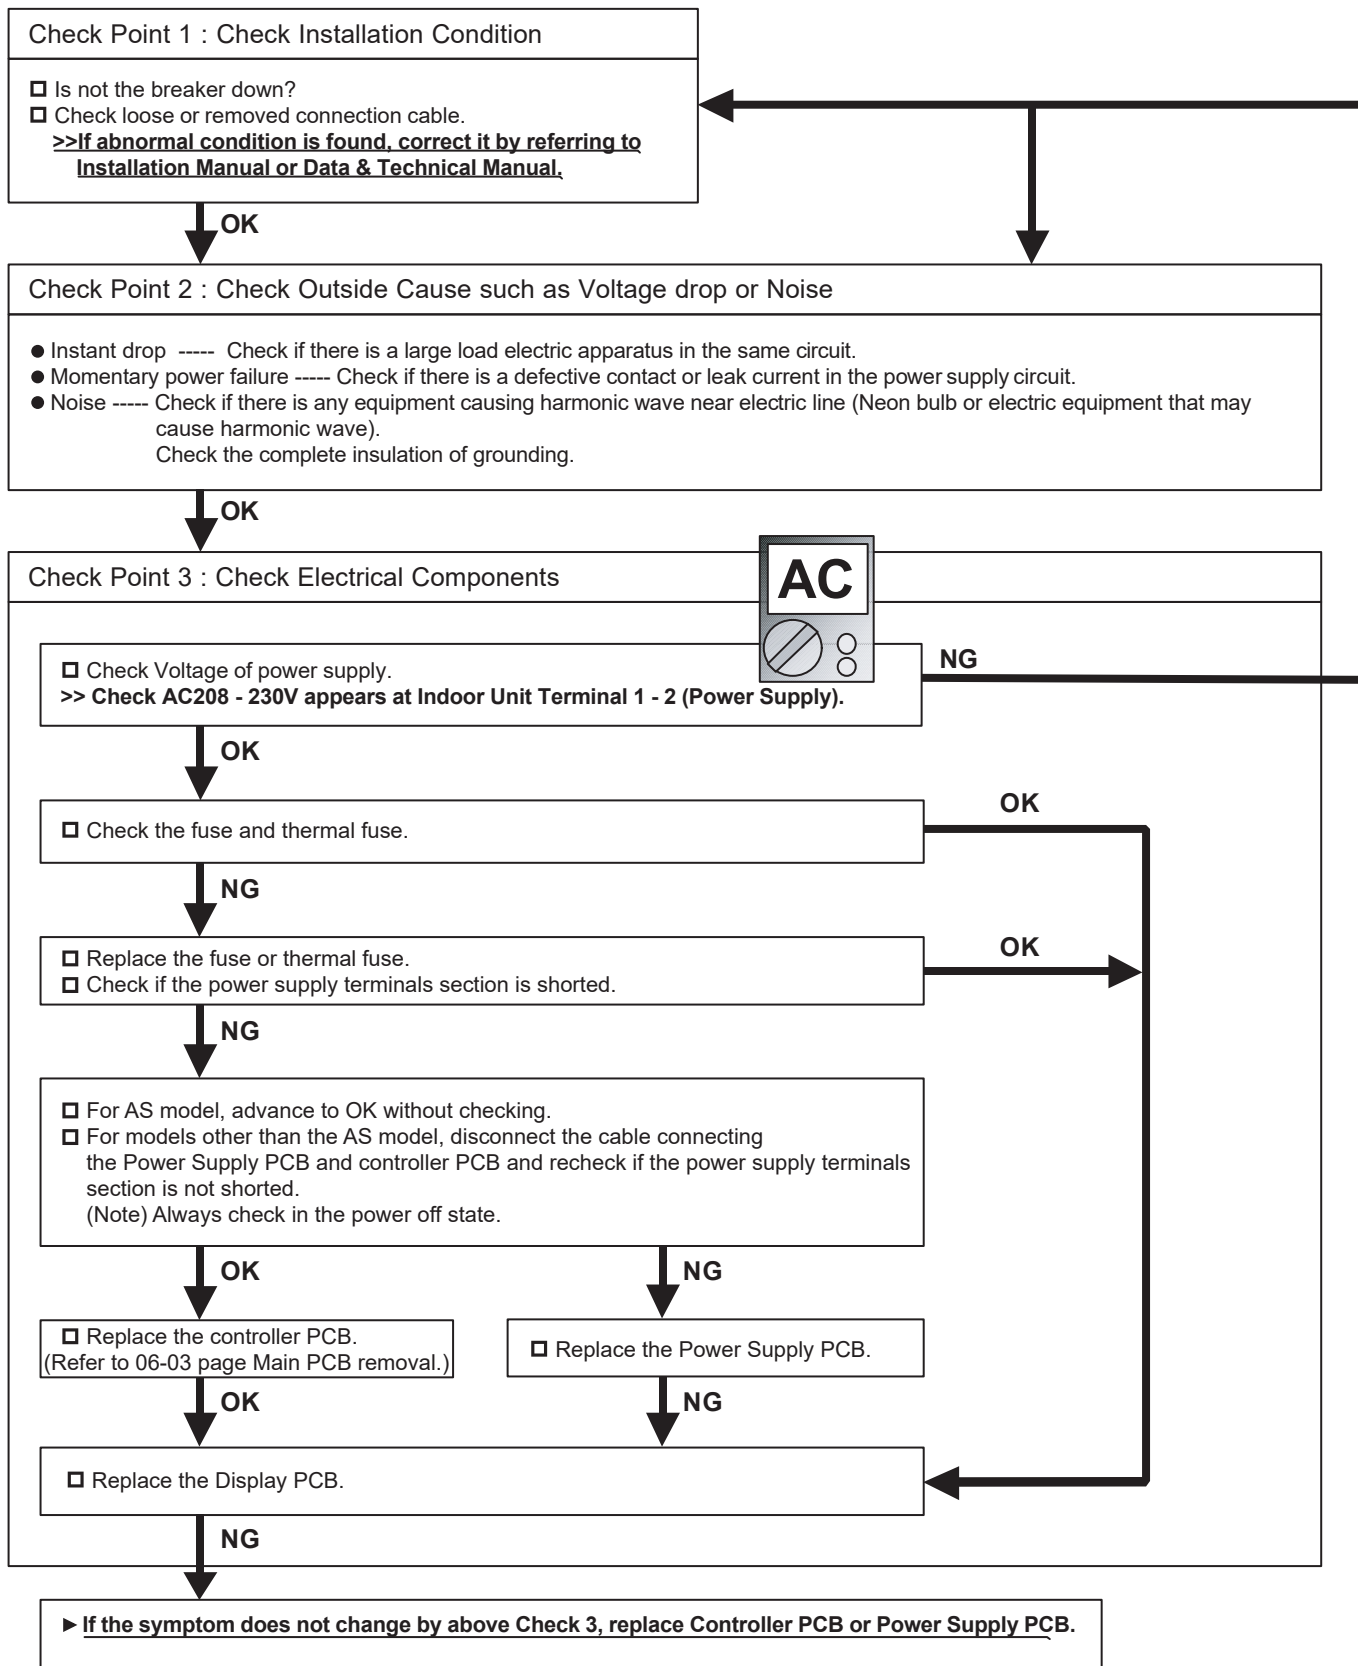 Check Point 1 : Check Installation Condition
Is not the breaker down?
Check loose or removed connection cable.
>>If abnormal condition is found, correct it by referring to
Installation Manual or Data & Technical Manual.
OK
Check Point 2 : Check Outside Cause such as Voltage drop or Noise
● Instant drop ----- Check if there is a large load electric apparatus in the same circuit.
● Momentary power failure ----- Check if there is a defective contact or leak current in the power supply circuit.
● Noise ----- Check if there is any equipment causing harmonic wave near electric line (Neon bulb or electric equipment that may
cause harmonic wave).
Check the complete insulation of grounding.
OK
Check Point 3 : Check Electrical Components
AC
Check Voltage of power supply.
>> Check AC208 - 230V appears at Indoor Unit Terminal 1 - 2 (Power Supply).
NG
OK
Check the fuse and thermal fuse.
OK
NG
Replace the fuse or thermal fuse.
Check if the power supply terminals section is shorted.
OK
NG
For AS model, advance to OK without checking.
For models other than the AS model, disconnect the cable connecting
the Power Supply PCB and controller PCB and recheck if the power supply terminals
section is not shorted.
(Note) Always check in the power off state.
OK
NG
Replace the controller PCB.
(Refer to 06-03 page Main PCB removal.)
Replace the Power Supply PCB.
OK
NG
Replace the Display PCB.
NG
►If the symptom does not change by above Check 3, replace Controller PCB or Power Supply PCB.